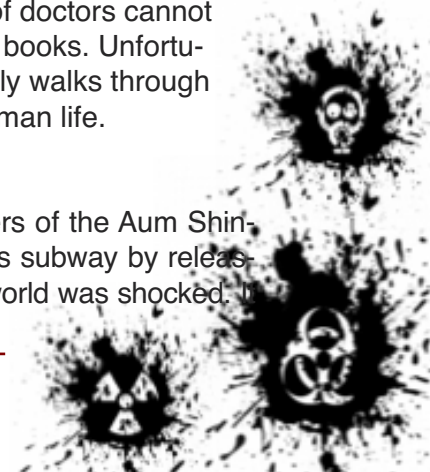 of doctors cannot
books. Unfortu-
ly walks through
man life.
rs of the Aum Shin-
s subway by releas-
world was shocked. I